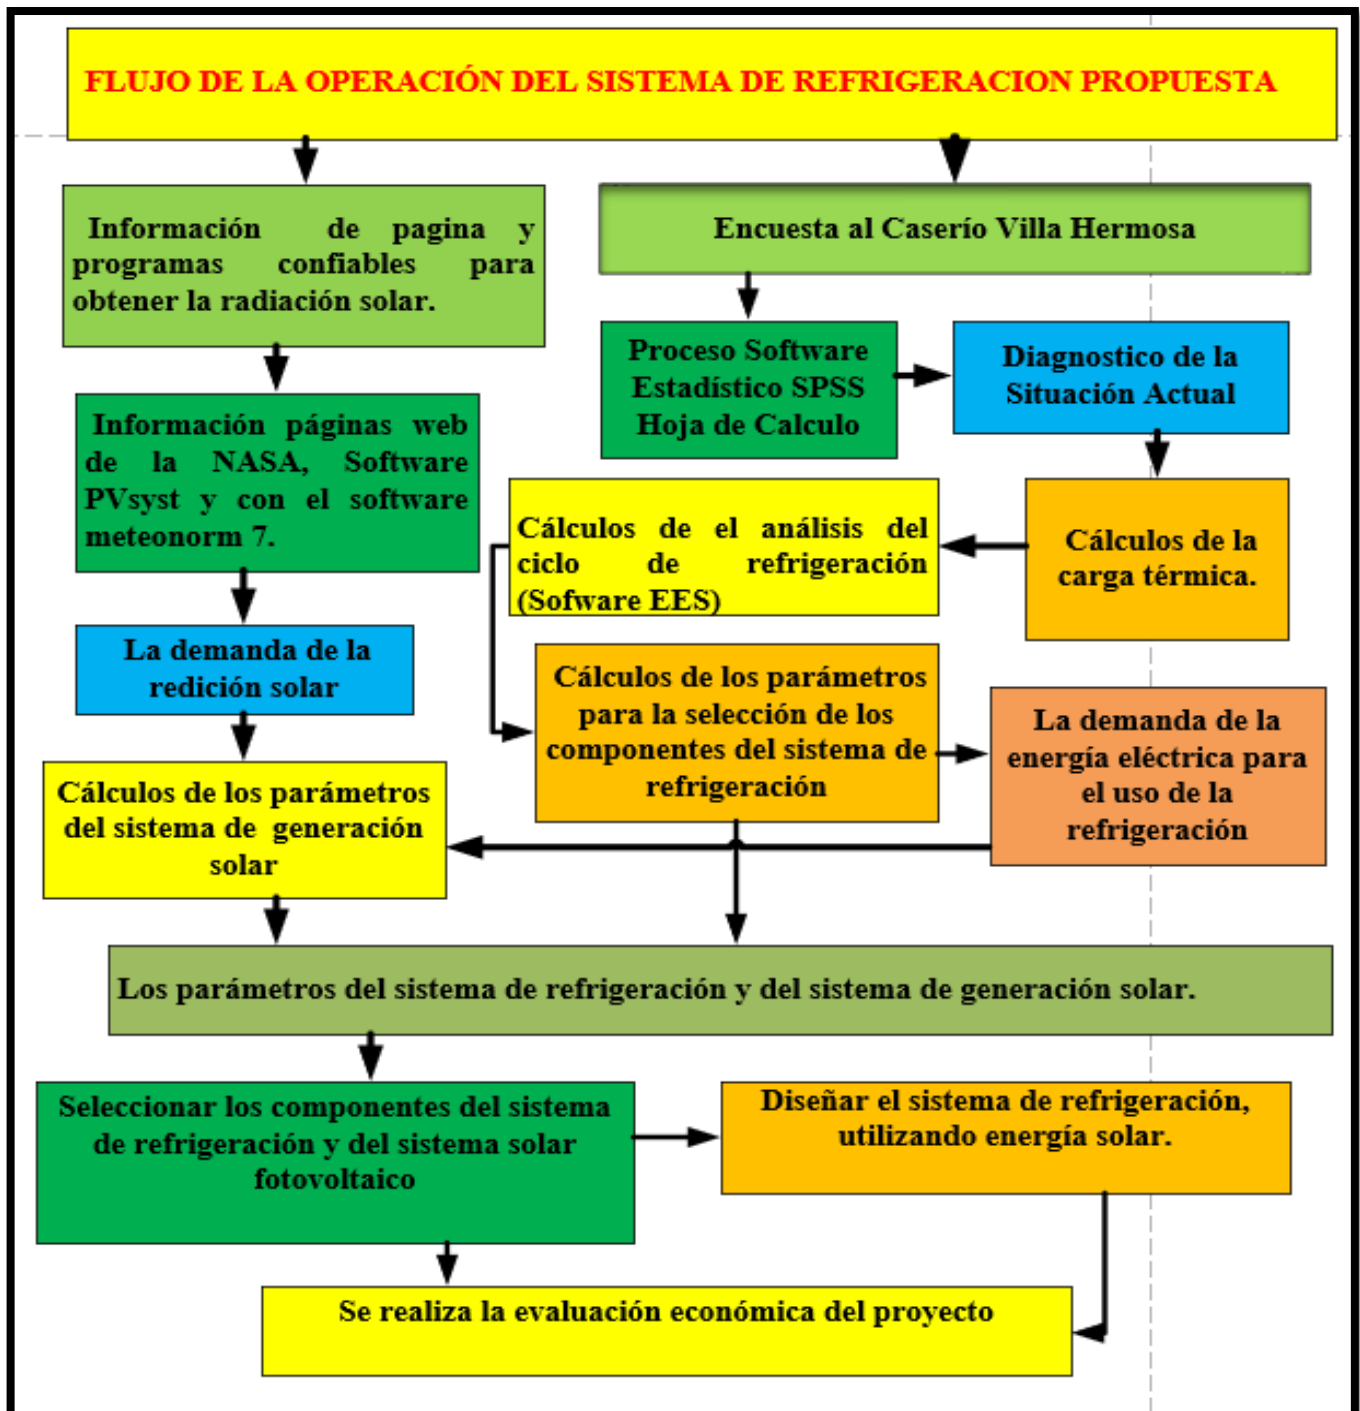 FLUJO DE LA OPERACIÓN DEL SISTEMA DE REFRIGERACION PROPUESTA
Información de pagina y
programas confiables para
obtener la radiación solar.
Encuesta al Caserío Villa Hermosa
Proceso Software
Estadístico SPSS
Hoja de Calculo
Diagnostico de la
Situación Actual
Información páginas web
de la NASA, Software
PVsyst y con el software
meteonorm 7.
Cálculos de el análisis del
ciclo de refrigeración
(Sofware EES)
Cálculos de la
carga térmica.
La demanda de la
redición solar
Cálculos de los parámetros
para la selección de los
componentes del sistema de
refrigeración
La demanda de la
energía eléctrica para
el uso de la
refrigeración
Cálculos de los parámetros
del sistema de generación
solar
Los parámetros del sistema de refrigeración y del sistema de generación solar.
Seleccionar los componentes del sistema
de refrigeración y del sistema solar
fotovoltaico
Diseñar el sistema de refrigeración,
utilizando energía solar.
Se realiza la evaluación económica del proyecto